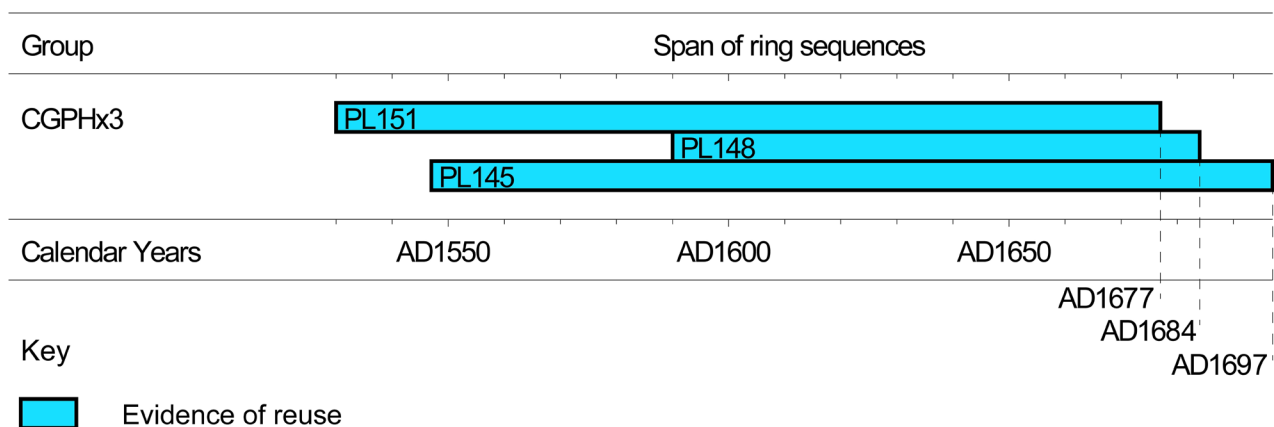 Group Span of ring sequences
CGPHx3 PL151
PL148
PL145
Calendar Years AD1550 AD1600 AD1650
AD1677
AD1684
Key
AD1697
Evidence of reuse